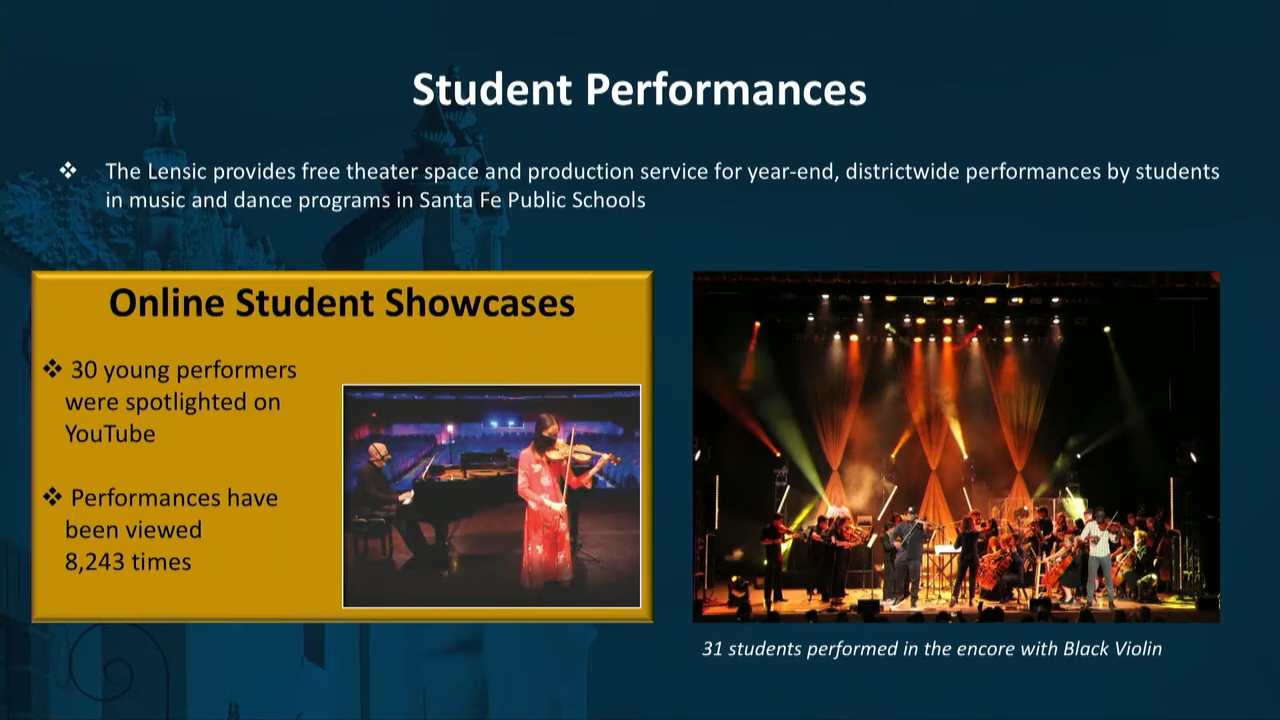 Student Performances
❖ The Lensic provides free theater space and production service for year-end, districtwide performances by students
in music and dance programs in Santa Fe Public Schools
Online Student Showcases
❖ 30 young performers
were spotlighted on
YouTube
❖ Performances have
been viewed
8,243 times
31 students performed in the encore with Black Violin